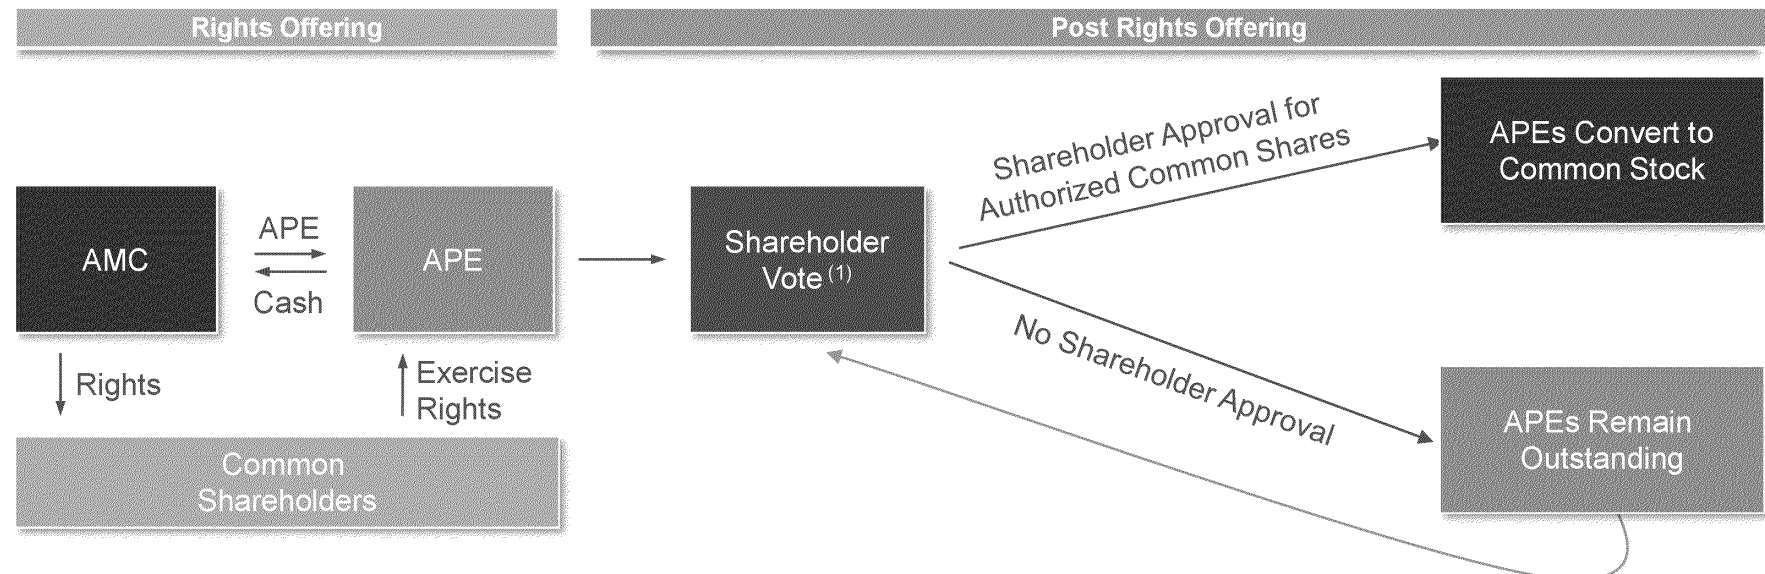 Rights Offering
Post Rights Offering
AMC
APE
Cash
APE
Rights
Exercise
Rights
Common
Shareholders
Shareholder
Vote (1)
Shareholder Approval for
Authorized Common Shares
No Shareholder Approval
APEs Convert to
Common Stock
APEs Remain
Outstanding